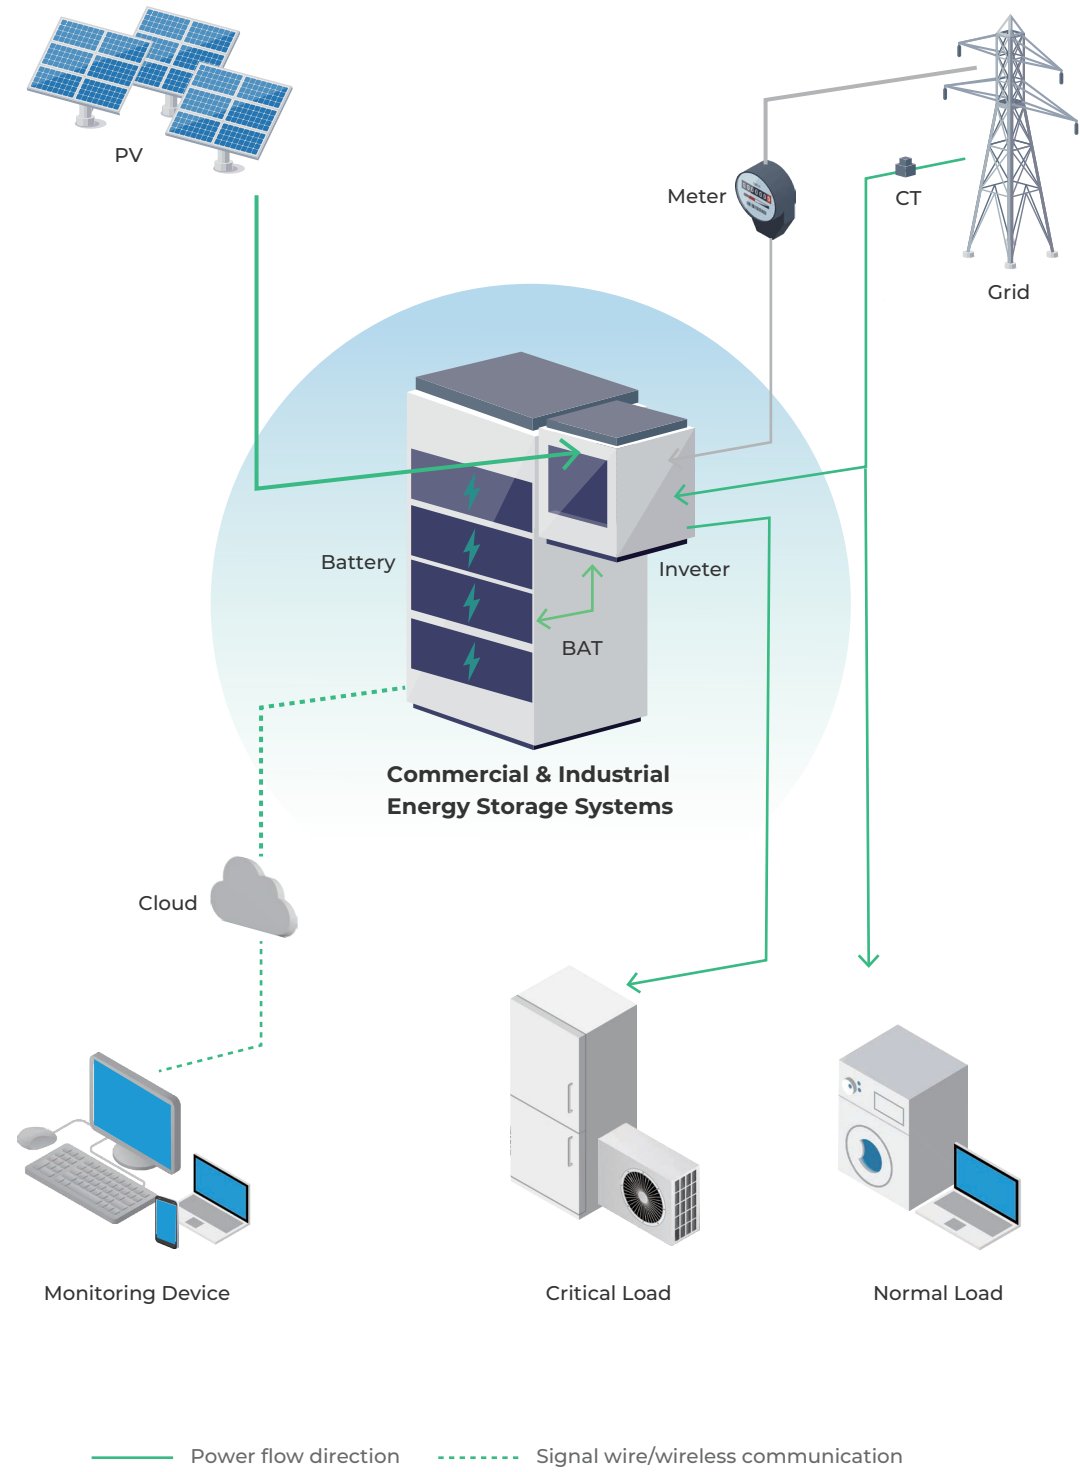 PV
Meter
CT
Grid
Battery
Inveter
BAT
Commercial & Industrial
Energy Storage Systems
Cloud
Monitoring Device
Critical Load
Normal Load
Power flow direction
Signal wire/wireless communication